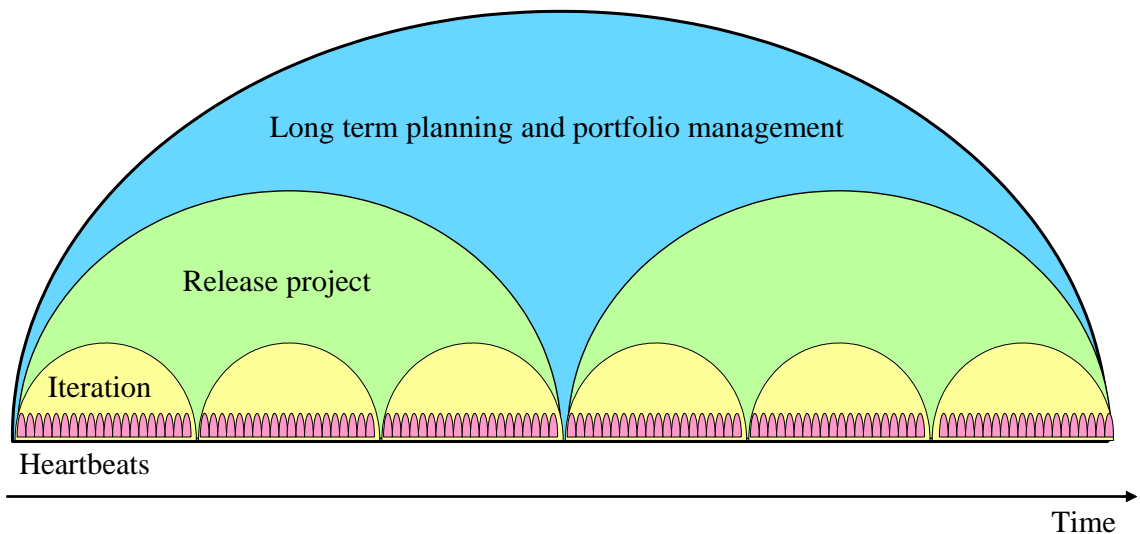 Long term planning and portfolio management
Release project
Iteration
Heartbeats
Time